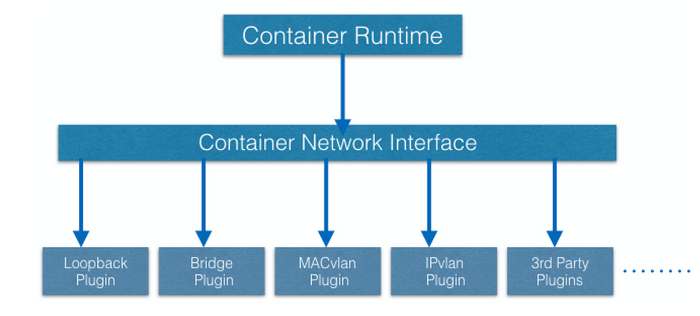 Container Runtime
Container Network Interface
Loopback
Plugin
Bridge
Plugin
MACvlan
Plugin
IPvlan
Plugin
3rd Party
Plugins
........